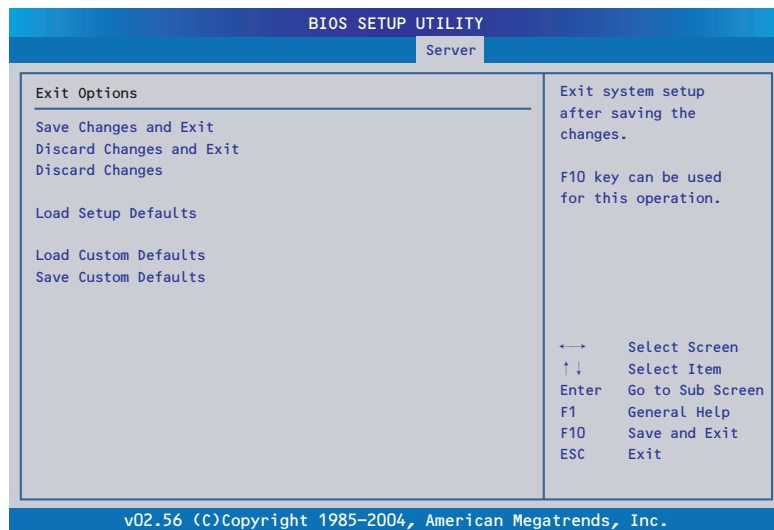 BIOS SETUP UTILITY
Server
Exit Options
Save Changes and Exit
Discard Changes and Exit
Discard Changes
Load Setup Defaults
Load Custom Defaults
Save Custom Defaults
Exit system setup
after saving the
changes.
F10 key can be used
for this operation.
←→ Select Screen
↑↓ Select Item
Enter Go to Sub Screen
F1 General Help
F10 Save and Exit
ESC Exit
v02.56 (C)Copyright 1985-2004, American Megatrends, Inc.